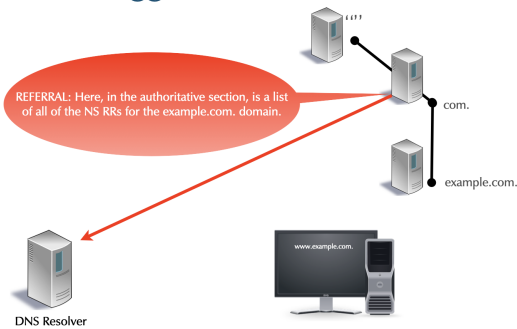 gg
“”
REFERRAL: Here, in the authoritative section, is a list
of all of the NS RRs for the example.com. domain.
com.
example.com.
www.example.com.
DNS Resolver